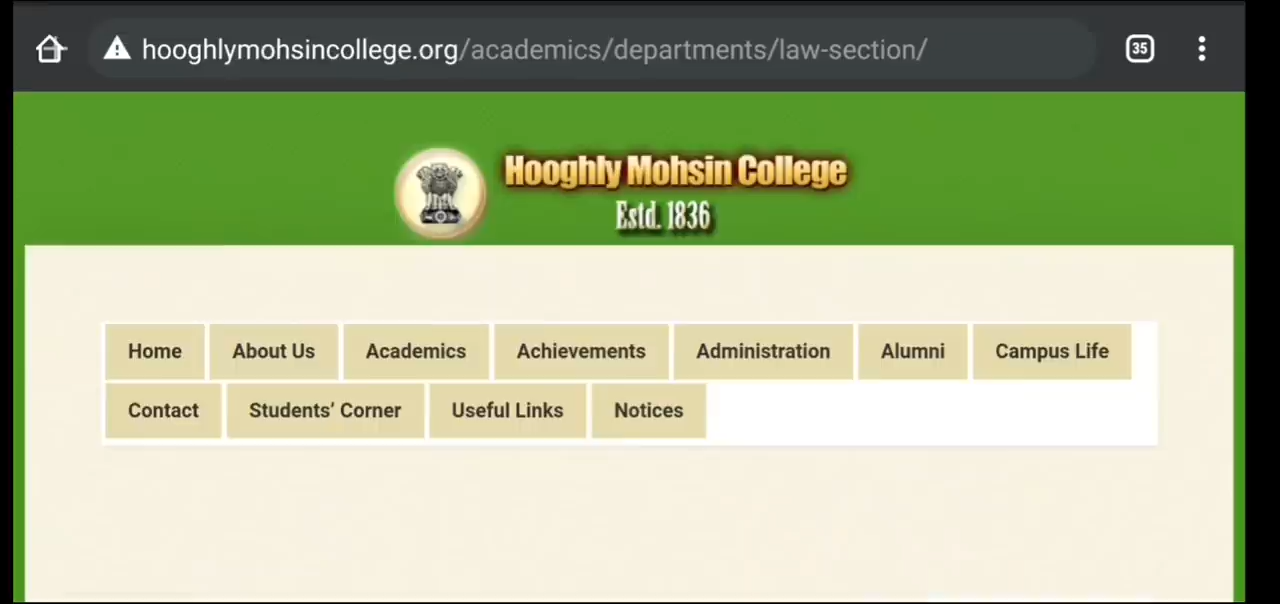 hooghlymohsincollege.org/academics/departments/law-section/
35
Hooghly Mohsin College
Estd. 1836
Home About Us Academics Achievements Administration Alumni Campus Life
Contact Students’ Corner Useful Links Notices